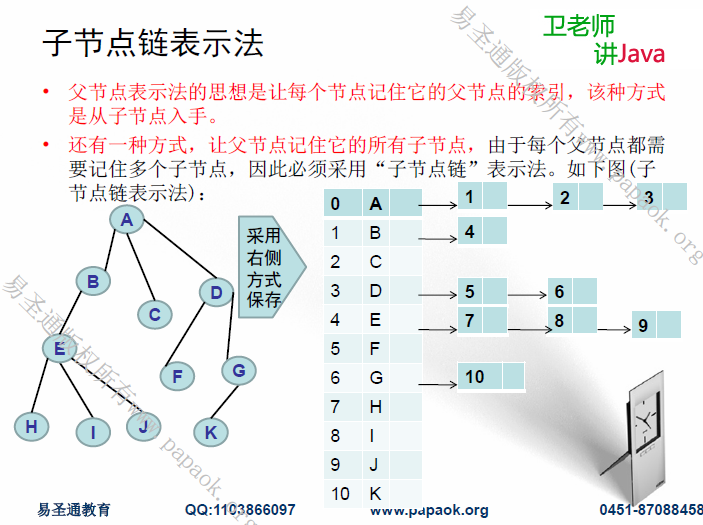 子节点链表示法
卫老师
讲Java
• 父节点表示法的思想是让每个节点记住它的父节点的索引，该种方式
是从子节点入手。
• 还有一种方式，让父节点记住它的所有子节点，由于每个父节点都需
要记住多个子节点，因此必须采用“子节点链”表示法。如下图(子
节点链表示法)：
A
B
C
D
E
F
G
H
I
J
K
采用
右侧
方式
保存
0 A 1 2 3
1 B 4
2 C
3 D 5 6
4 E 7 8 9
5 F
6 G 10
7 H
8 I
9 J
10 K
易圣通版权所有www.papaok.org
易圣通版权所有www.papaok.org
易圣通教育 QQ:1103866097 www.papaok.org 0451-87088458